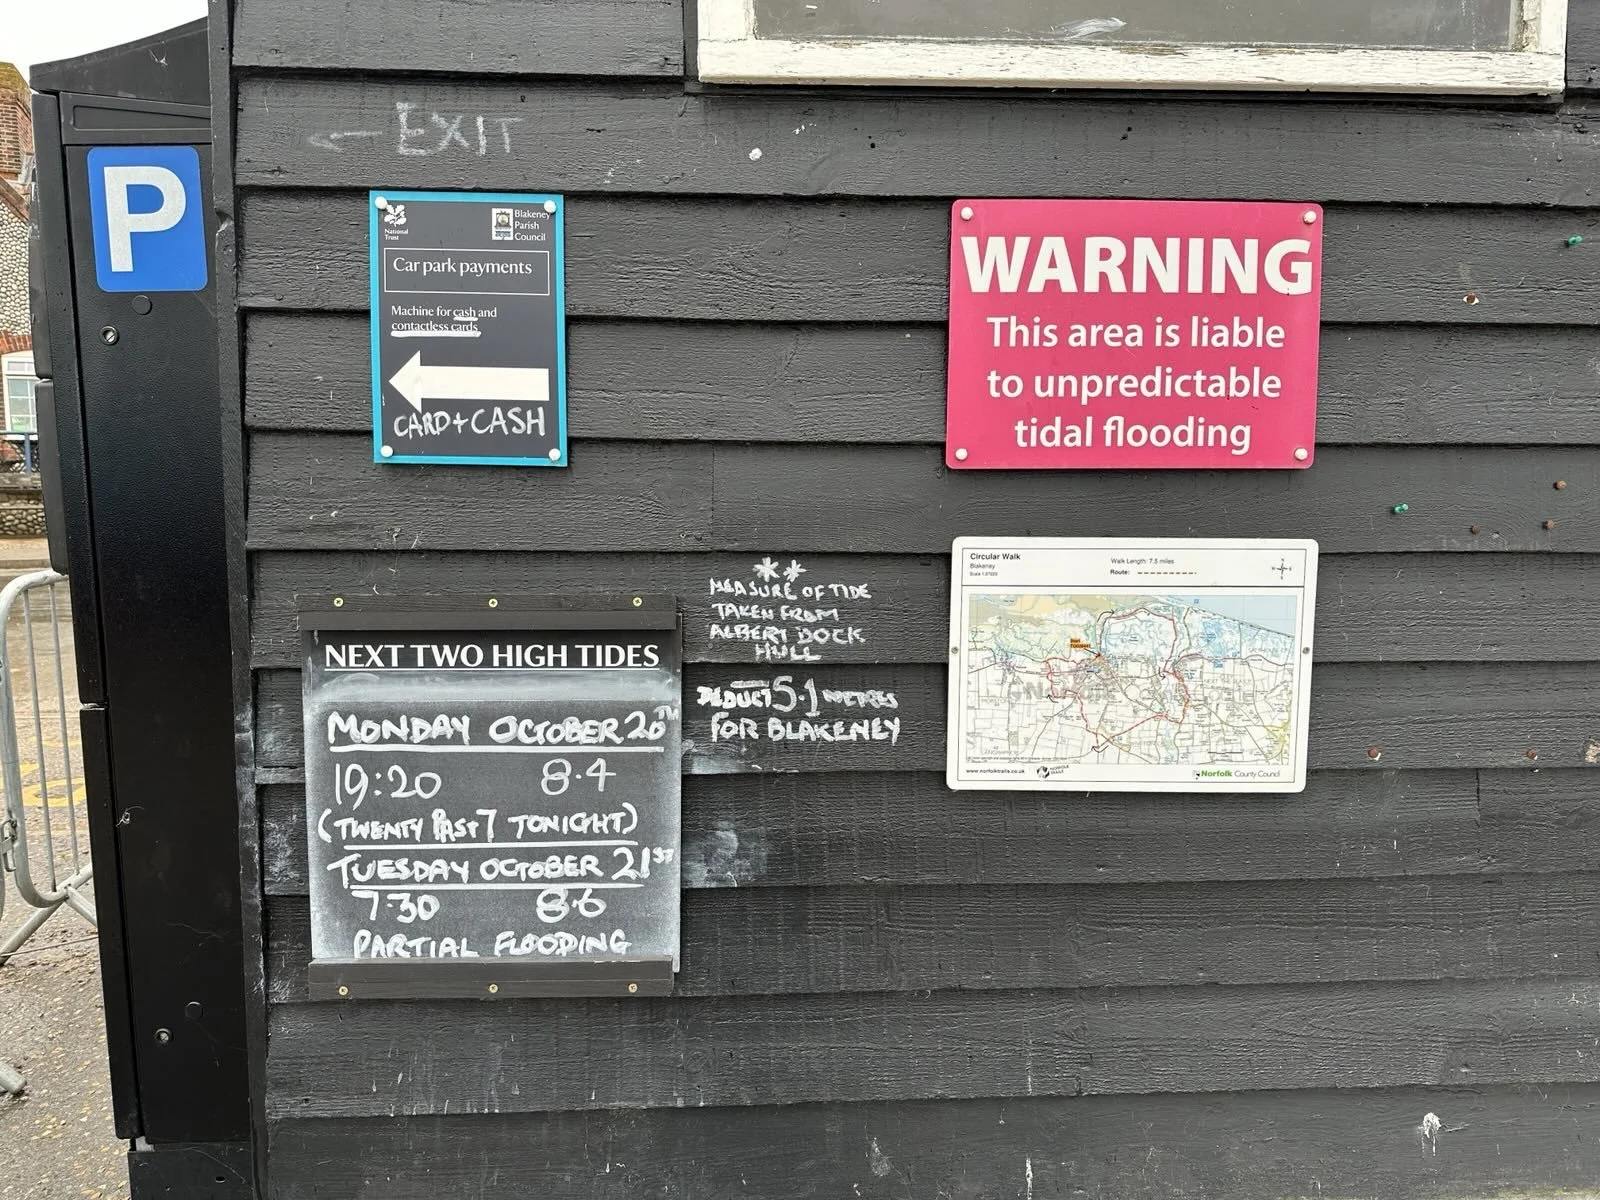 ← EXIT
P
National
Trust
Blakeney
Parish
Council
Car park payments
Machine for cash and
contactless cards
CARD+CASH
WARNING
This area is liable
to unpredictable
tidal flooding
**
MEASURE OF TIDE
TAKEN FROM
ALBERT DOCK
HULL
DEDUCT 5.1 METRES
FOR BLAKENEY
NEXT TWO HIGH TIDES
MONDAY OCTOBER 20TH
19:20 8.4
(TWENTY PAST 7 TONIGHT)
TUESDAY OCTOBER 21ST
7.30 8.6
PARTIAL FLOODING
Circular Walk
Blakeney
Walk Length: 7.5 miles
Route:
www.norfolktrails.co.uk
NORFOLK
TRAILS
Norfolk County Council